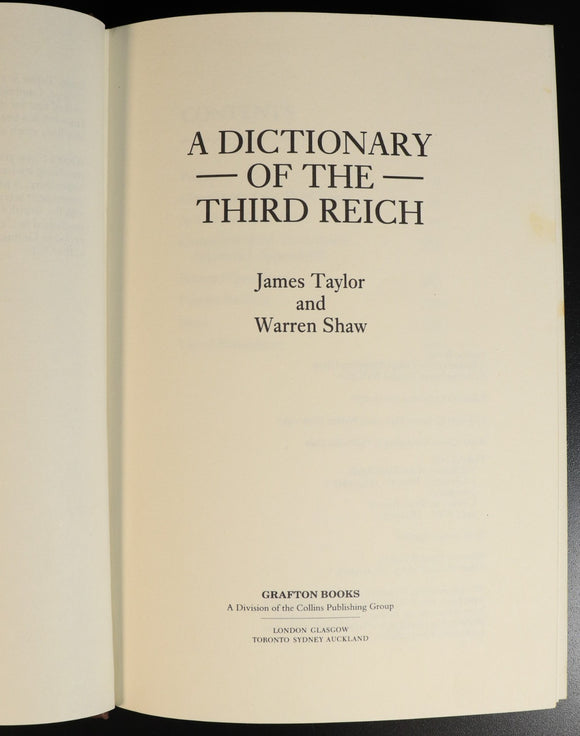 A DICTIONARY
— OF THE —
THIRD REICH
James Taylor
and
Warren Shaw
GRAFTON BOOKS
A Division of the Collins Publishing Group
LONDON GLASGOW
TORONTO SYDNEY AUCKLAND